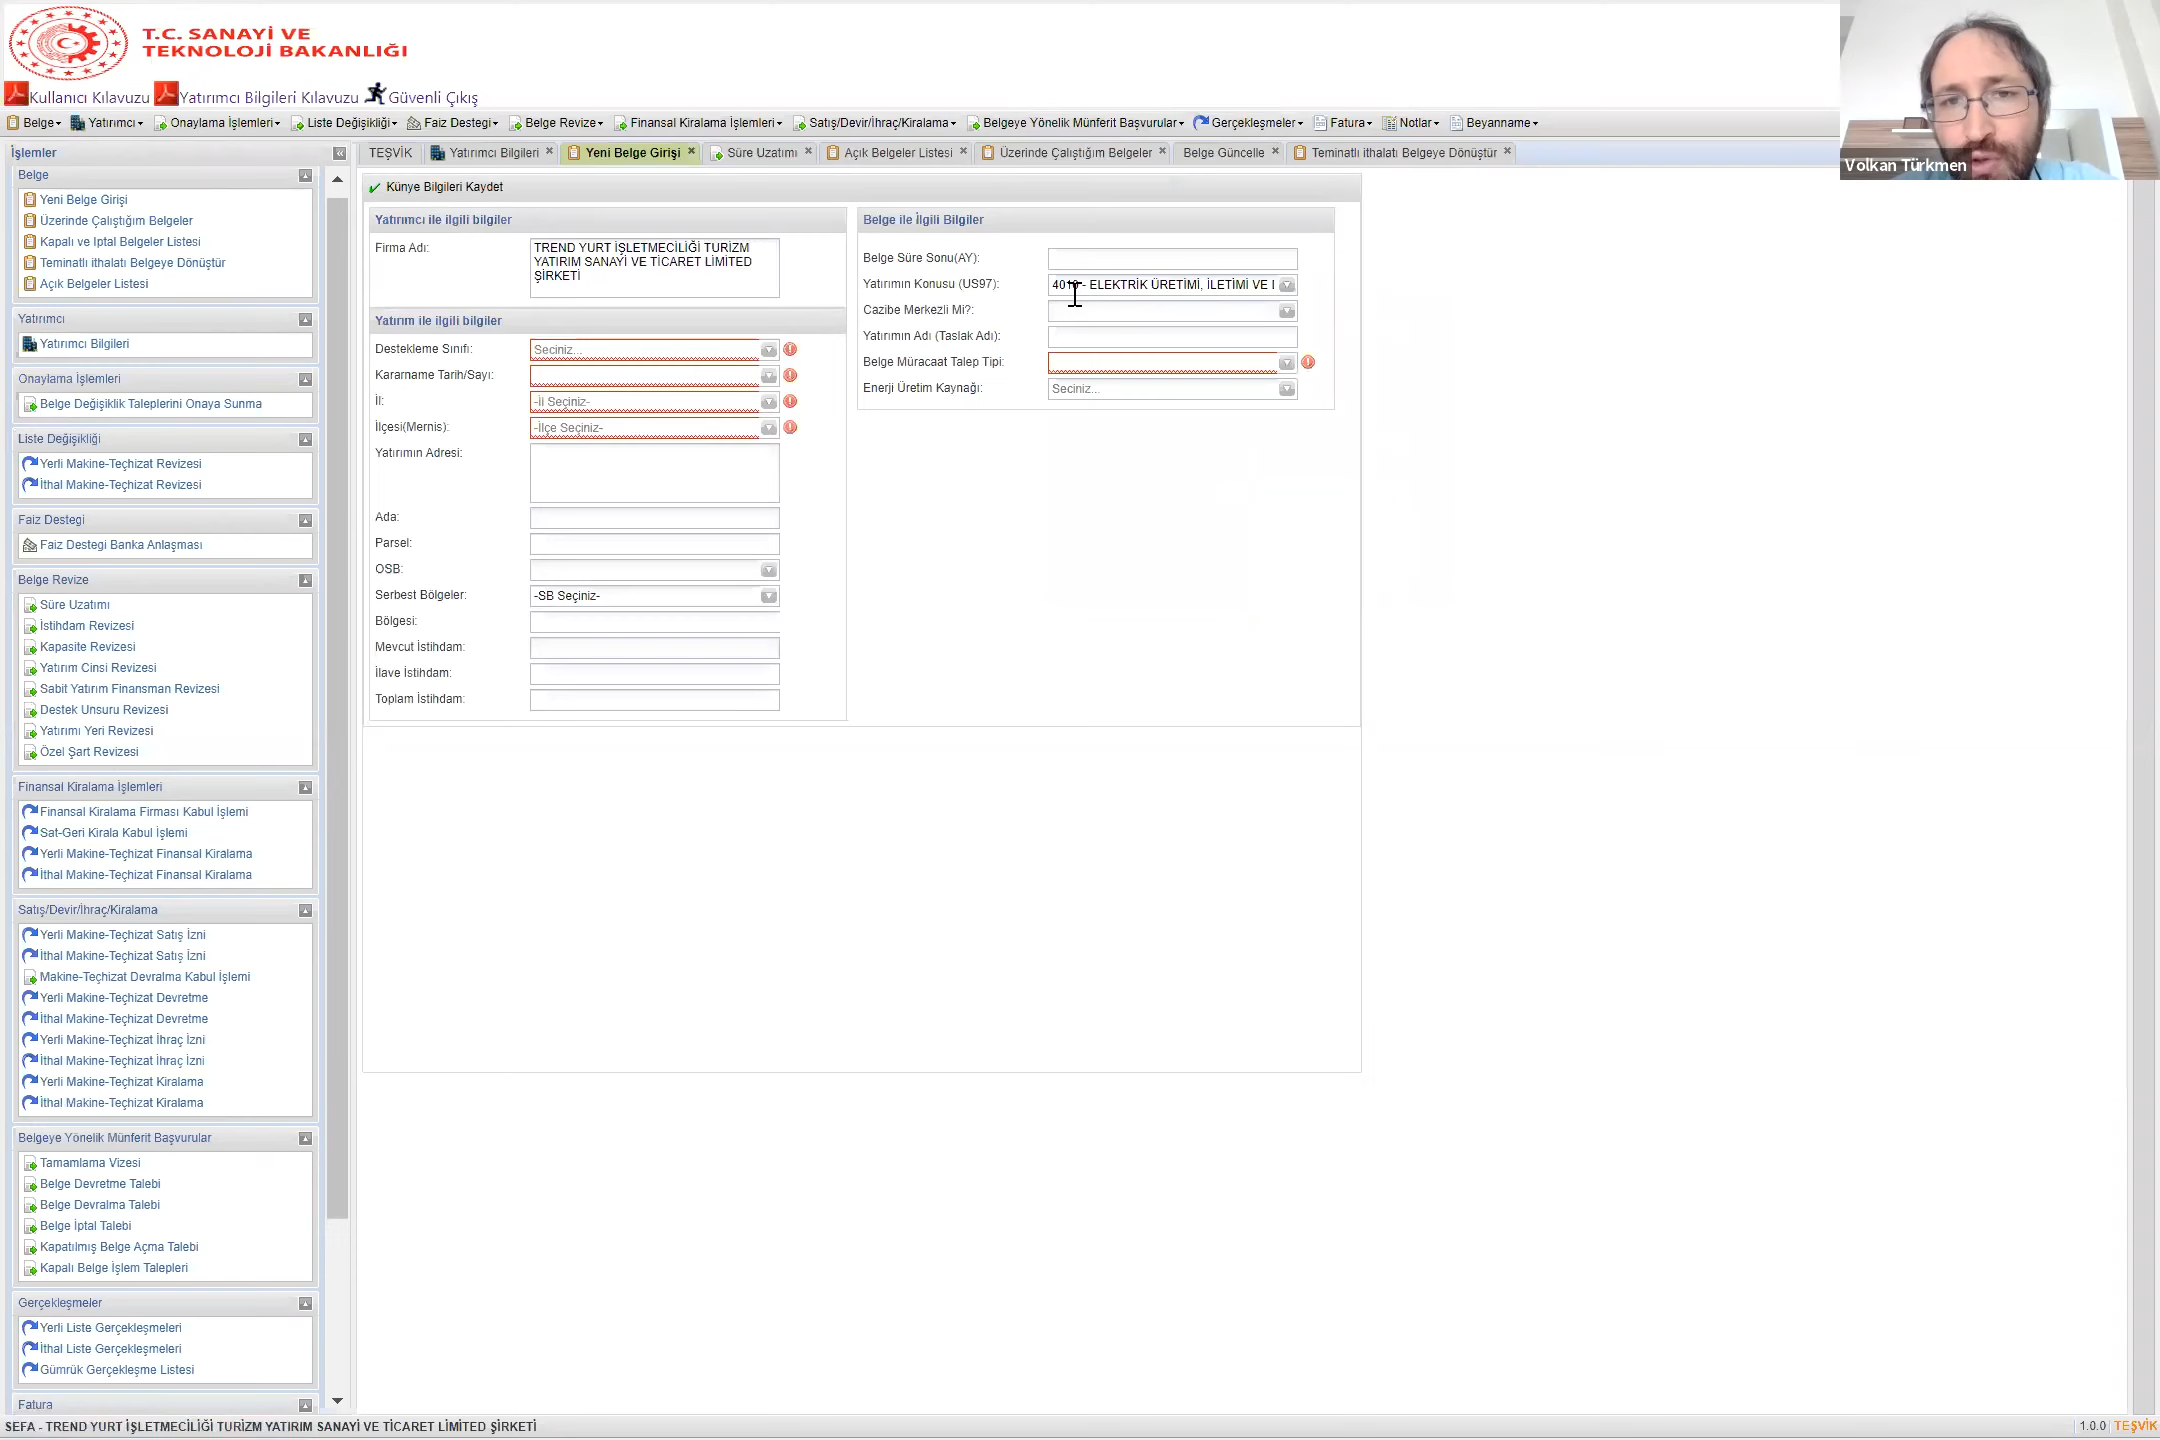 T.C. SANAYİ VE
TEKNOLOJİ BAKANLIĞI
Kullanıcı Kılavuzu Yatırımcı Bilgileri Kılavuzu Güvenli Çıkış
Belge Yatırımcı Onaylama İşlemleri Liste Değişikliği Faiz Destegi Belge Revize Finansal Kiralama İşlemleri Satış/Devir/İhraç/Kiralama Belgeye Yönelik Münferit Başvurular Gerçekleşmeler Fatura Notlar Beyanname
Volkan Türkmen
TEŞVİK Yatırımcı Bilgileri Yeni Belge Girişi Süre Uzatımı Açık Belgeler Listesi Üzerinde Çalıştığım Belgeler Belge Güncelle Teminatlı ithalatı Belgeye Dönüştür
İşlemler
Belge
Yeni Belge Girişi
Üzerinde Çalıştığım Belgeler
Kapalı ve Iptal Belgeler Listesi
Teminatlı ithalatı Belgeye Dönüştür
Açık Belgeler Listesi
Yatırımcı
Yatırımcı Bilgileri
Onaylama İşlemleri
Belge Değişiklik Taleplerini Onaya Sunma
Liste Değişikliği
Yerli Makine-Teçhizat Revizesi
İthal Makine-Teçhizat Revizesi
Faiz Destegi
Faiz Destegi Banka Anlaşması
Belge Revize
Süre Uzatımı
İstihdam Revizesi
Kapasite Revizesi
Yatırım Cinsi Revizesi
Sabit Yatırım Finansman Revizesi
Destek Unsuru Revizesi
Yatırımı Yeri Revizesi
Özel Şart Revizesi
Finansal Kiralama İşlemleri
Finansal Kiralama Firması Kabul İşlemi
Sat-Geri Kirala Kabul İşlemi
Yerli Makine-Teçhizat Finansal Kiralama
İthal Makine-Teçhizat Finansal Kiralama
Satış/Devir/İhraç/Kiralama
Yerli Makine-Teçhizat Satış İzni
İthal Makine-Teçhizat Satış İzni
Makine-Teçhizat Devralma Kabul İşlemi
Yerli Makine-Teçhizat Devretme
İthal Makine-Teçhizat Devretme
Yerli Makine-Teçhizat İhraç İzni
İthal Makine-Teçhizat İhraç İzni
Yerli Makine-Teçhizat Kiralama
İthal Makine-Teçhizat Kiralama
Belgeye Yönelik Münferit Başvurular
Tamamlama Vizesi
Belge Devretme Talebi
Belge Devralma Talebi
Belge İptal Talebi
Kapatılmış Belge Açma Talebi
Kapalı Belge İşlem Talepleri
Gerçekleşmeler
Yerli Liste Gerçekleşmeleri
İthal Liste Gerçekleşmeleri
Gümrük Gerçekleşme Listesi
Fatura
Künye Bilgileri Kaydet
Yatırımcı ile ilgili bilgiler
Firma Adı:
TREND YURT İŞLETMECİLİĞİ TURİZM
YATIRIM SANAYİ VE TİCARET LİMİTED
ŞİRKETİ
Yatırım ile ilgili bilgiler
Destekleme Sınıfı: Seciniz...
Kararname Tarih/Sayı:
İl: -İl Seçiniz-
İlçesi(Mernis): -İlçe Seçiniz-
Yatırımın Adresi:
Ada:
Parsel:
OSB:
Serbest Bölgeler: -SB Seçiniz-
Bölgesi:
Mevcut İstihdam:
İlave İstihdam:
Toplam İstihdam:
Belge ile İlgili Bilgiler
Belge Süre Sonu(AY):
Yatırımın Konusu (US97): - ELEKTRİK ÜRETİMİ, İLETİMİ VE
Cazibe Merkezli Mi?:
Yatırımın Adı (Taslak Adı):
Belge Müracaat Talep Tipi:
Enerji Üretim Kaynağı: Seciniz...
SEFA - TREND YURT İŞLETMECİLİĞİ TURİZM YATIRIM SANAYİ VE TİCARET LİMİTED ŞİRKETİ
1.0.0 TEŞVİK